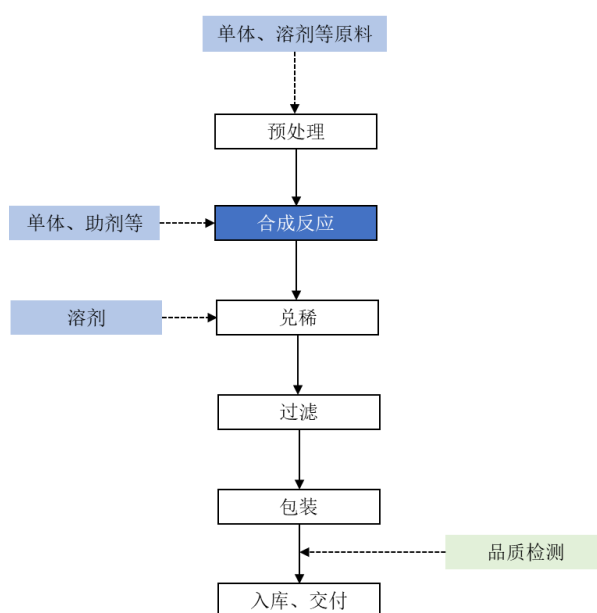 单体、溶剂等原料
预处理
单体、助剂等
合成反应
溶剂
兑稀
过滤
包装
品质检测
入库、交付